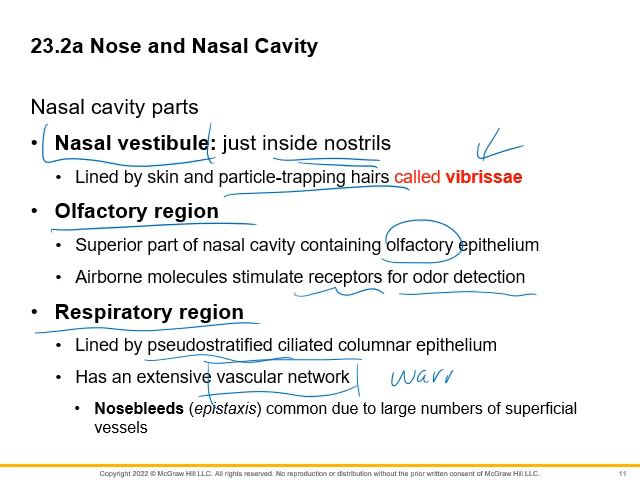 23.2a Nose and Nasal Cavity
Nasal cavity parts
• Nasal vestibule: just inside nostrils
• Lined by skin and particle-trapping hairs called vibrissae
• Olfactory region
• Superior part of nasal cavity containing olfactory epithelium
• Airborne molecules stimulate receptors for odor detection
• Respiratory region
• Lined by pseudostratified ciliated columnar epithelium
• Has an extensive vascular network warr
• Nosebleeds (epistaxis) common due to large numbers of superficial
vessels
Copyright 2022 © McGraw Hill LLC. All rights reserved. No reproduction or distribution without the prior written consent of McGraw Hill LLC. 11